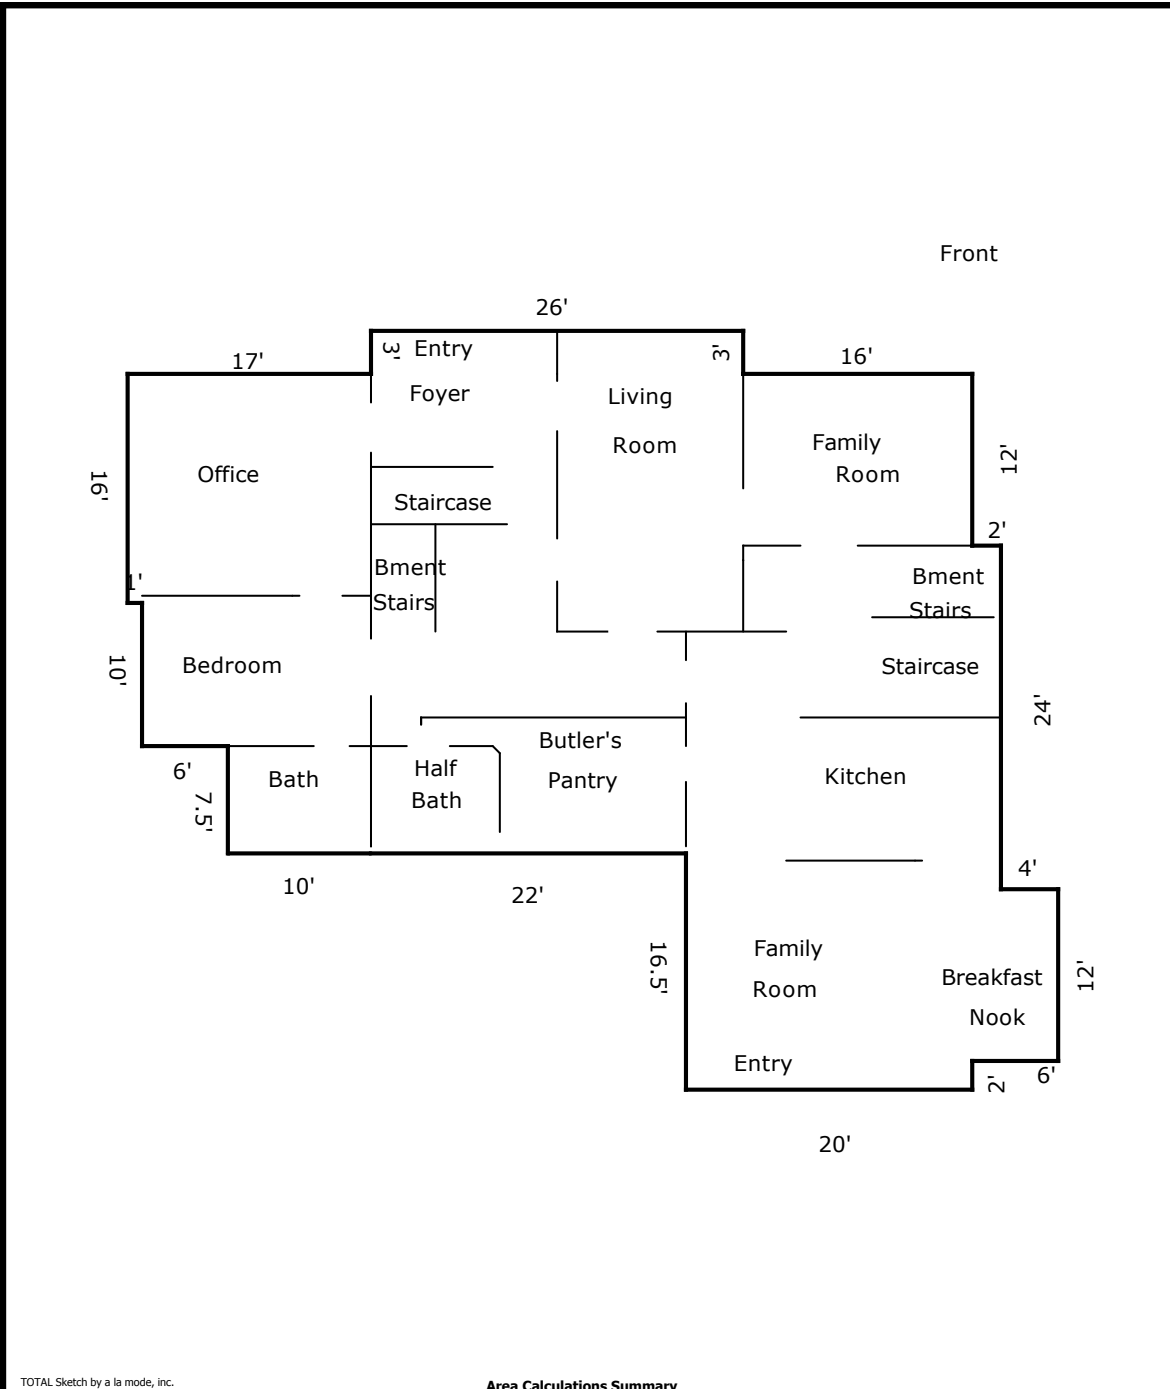 Front
26'
17'
3'
Entry
3'
16'
Foyer
Living
Room
Family
Room
12'
Office
16'
Staircase
2'
Bment
Stairs
1'
Bment
Stairs
Bedroom
10'
Staircase
24'
Butler's
Pantry
6'
Bath
Half
Bath
7.5'
Kitchen
10'
22'
4'
16.5'
Family
Room
Breakfast
Nook
12'
Entry
2'
6'
20'
TOTAL Sketch by a la mode, inc.
Area Calculations Summary